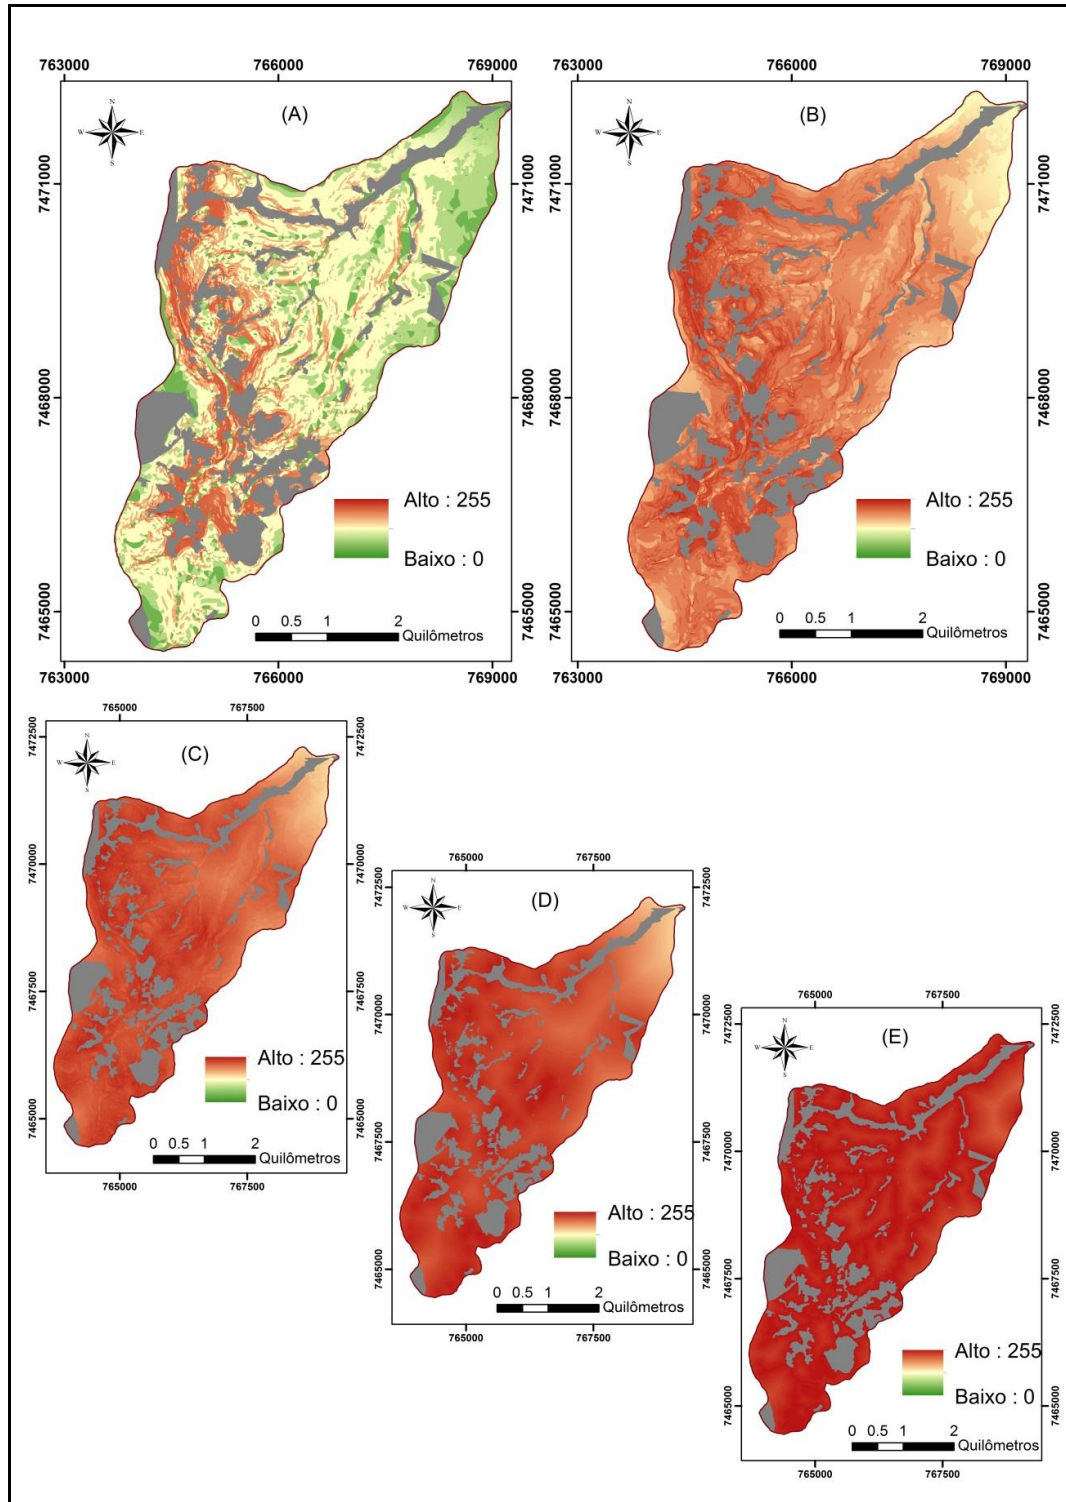 763000 766000 769000
(A)
N
W E
S
7471000 7471000
7468000 7468000
7465000 7465000
Alto : 255
Baixo : 0
0 0.5 1 2
Quilômetros
763000 766000 769000
763000 766000 769000
(B)
N
W E
S
7471000 7471000
7468000 7468000
7465000 7465000
Alto : 255
Baixo : 0
0 0.5 1 2
Quilômetros
763000 766000 769000
765000 767500
(C)
N
W E
S
7472500 7472500
7470000 7470000
7467500 7467500
7465000 7465000
Alto : 255
Baixo : 0
0 0.5 1 2
Quilômetros
765000 767500
765000 767500
(D)
N
W E
S
7472500 7472500
7470000 7470000
7467500 7467500
7465000 7465000
Alto : 255
Baixo : 0
0 0.5 1 2
Quilômetros
765000 767500
765000 767500
(E)
N
W E
S
7472500 7472500
7470000 7470000
7467500 7467500
7465000 7465000
Alto : 255
Baixo : 0
0 0.5 1 2
Quilômetros
765000 767500